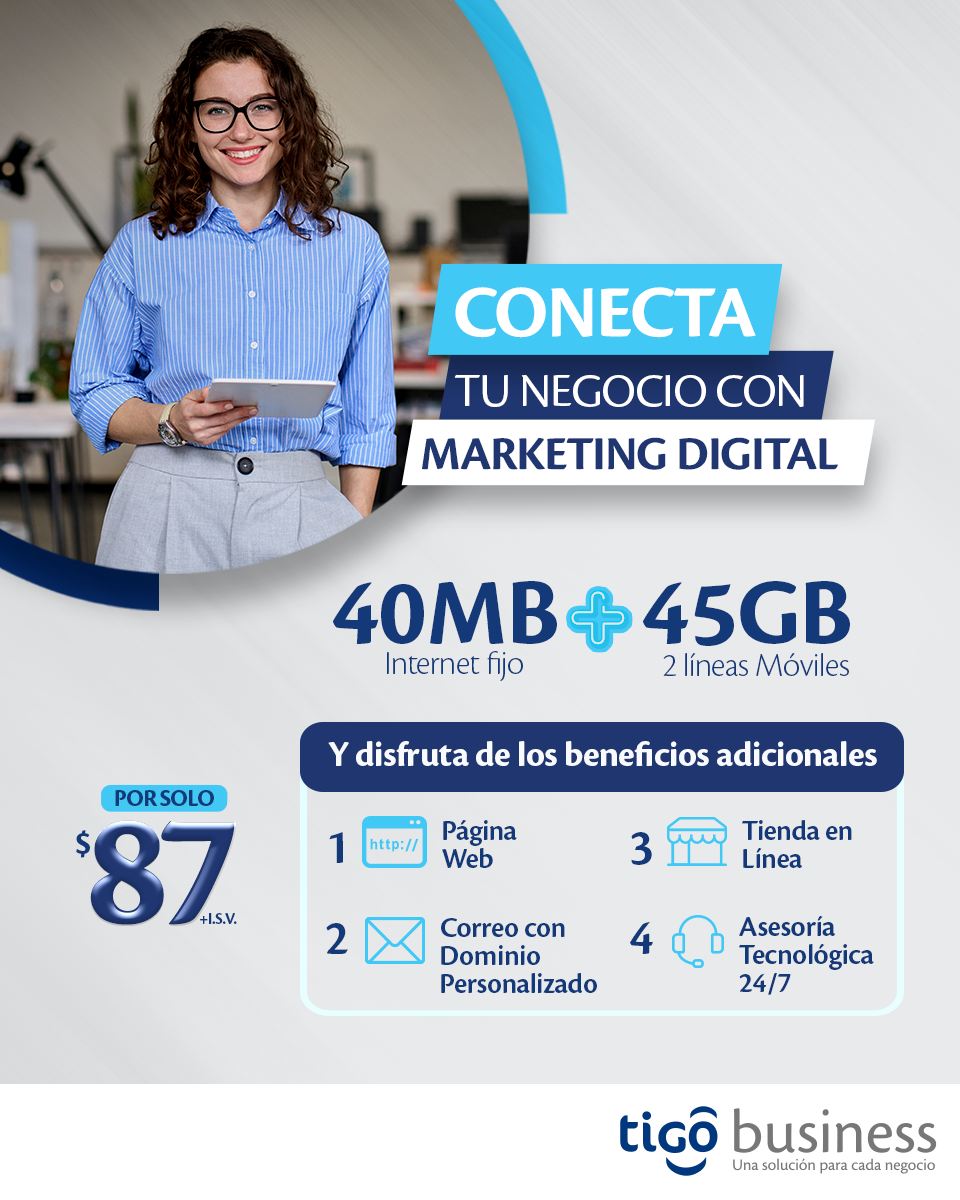 CONECTA
TU NEGOCIO CON
MARKETING DIGITAL
40MB + 45GB
Internet fijo
2 líneas Móviles
Y disfruta de los beneficios adicionales
POR SOLO
$87
+I.S.V.
1
http://
Página
Web
2
Correo con
Dominio
Personalizado
3
Tienda en
Línea
4
Asesoría
Tecnológica
24/7
tigo business
Una solución para cada negocio